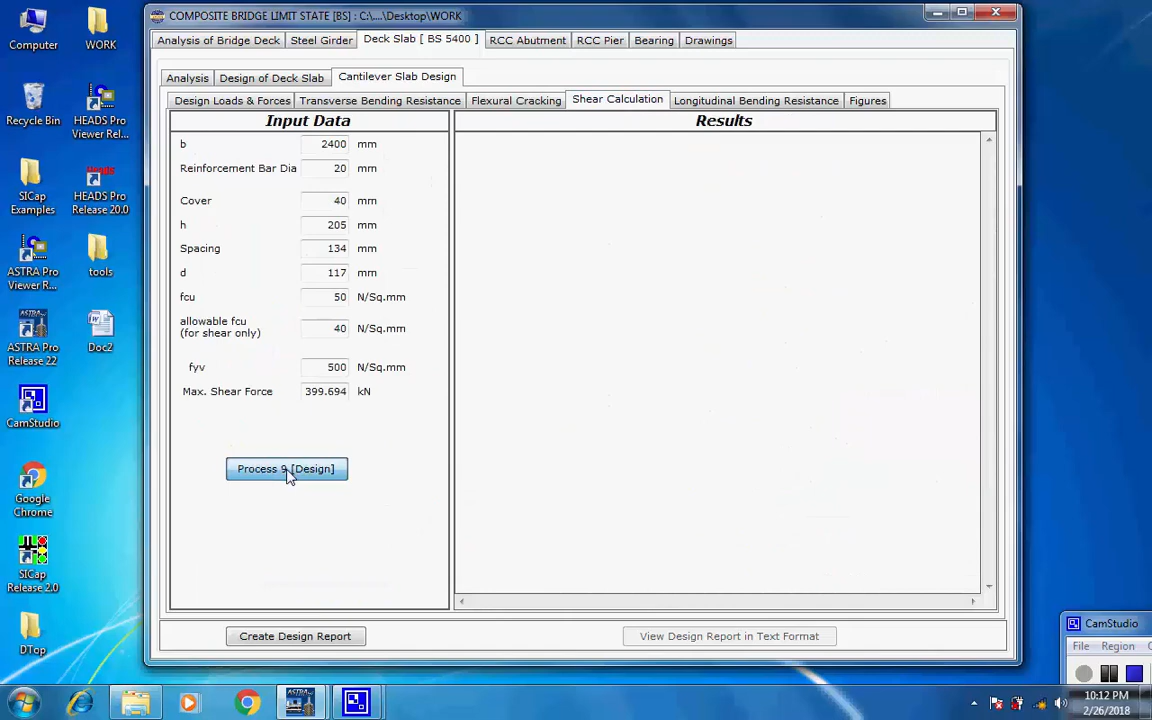 COMPOSITE BRIDGE LIMIT STATE [BS] : C:\....\Desktop\WORK
Analysis of Bridge Deck Steel Girder Deck Slab [ BS 5400 ] RCC Abutment RCC Pier Bearing Drawings
Analysis Design of Deck Slab Cantilever Slab Design
Design Loads & Forces Transverse Bending Resistance Flexural Cracking Shear Calculation Longitudinal Bending Resistance Figures
Input Data
b 2400 mm
Reinforcement Bar Dia 20 mm
Cover 40 mm
h 205 mm
Spacing 134 mm
d 117 mm
fcu 50 N/Sq.mm
allowable fcu
(for shear only) 40 N/Sq.mm
fyv 500 N/Sq.mm
Max. Shear Force 399.694 kN
Process 9 [Design]
Results
Create Design Report
View Design Report in Text Format
Computer
WORK
Recycle Bin
HEADS Pro
Viewer Rel...
SICap
Examples
HEADS Pro
Release 20.0
ASTRA Pro
Viewer R...
tools
ASTRA Pro
Release 22
Doc2
CamStudio
Google
Chrome
SICap
Release 2.0
DTop
CamStudio
File Region
10:12 PM
2/26/2018